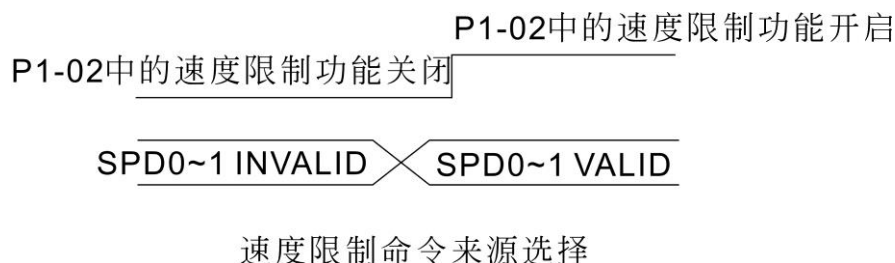 P1-02中的速度限制功能开启
P1-02中的速度限制功能关闭
SPD0~1 INVALID
SPD0~1 VALID
速度限制命令来源选择